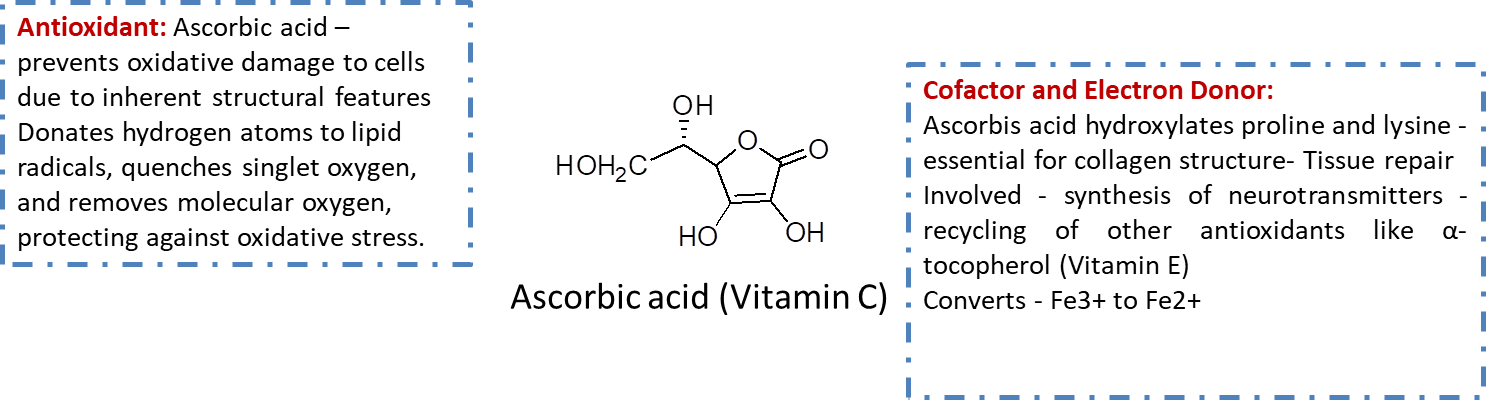 Antioxidant: Ascorbic acid –
prevents oxidative damage to cells
due to inherent structural features
Donates hydrogen atoms to lipid
radicals, quenches singlet oxygen,
and removes molecular oxygen,
protecting against oxidative stress.
OH
HOH2C
O
O
HO
OH
Ascorbic acid (Vitamin C)
Cofactor and Electron Donor:
Ascorbis acid hydroxylates proline and lysine -
essential for collagen structure- Tissue repair
Involved - synthesis of neurotransmitters -
recycling of other antioxidants like α-
tocopherol (Vitamin E)
Converts - Fe3+ to Fe2+